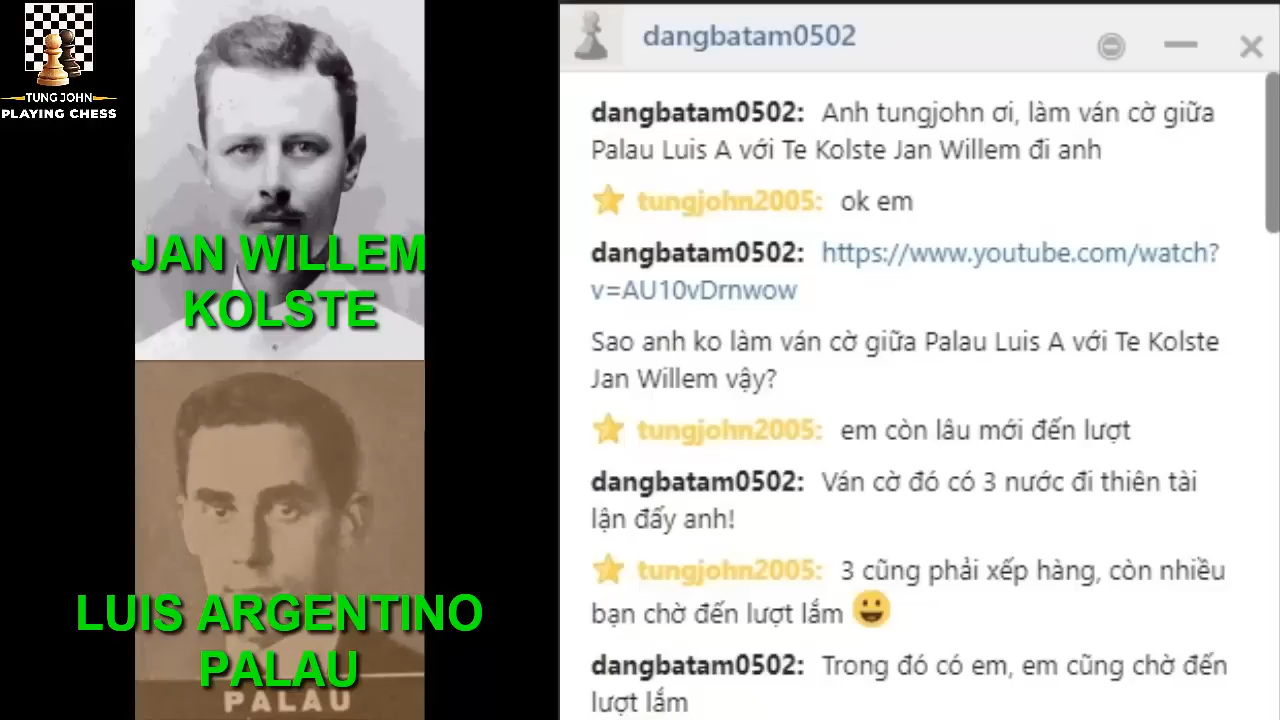 TUNG JOHN
PLAYING CHESS
JAN WILLEM
KOLSTE
LUIS ARGENTINO
PALAU
PALAU
dangbatam0502
dangbatam0502: Anh tungjohn ơi, làm ván cờ giữa
Palau Luis A với Te Kolste Jan Willem đi anh
tungjohn2005: ok em
dangbatam0502: https://www.youtube.com/watch?
v=AU10vDrnwow
Sao anh ko làm ván cờ giữa Palau Luis A với Te Kolste
Jan Willem vậy?
tungjohn2005: em còn lâu mới đến lượt
dangbatam0502: Ván cờ đó có 3 nước đi thiên tài
lận đấy anh!
tungjohn2005: 3 cũng phải xếp hàng, còn nhiều
bạn chờ đến lượt lắm 😀
dangbatam0502: Trong đó có em, em cũng chờ đến
lượt lắm